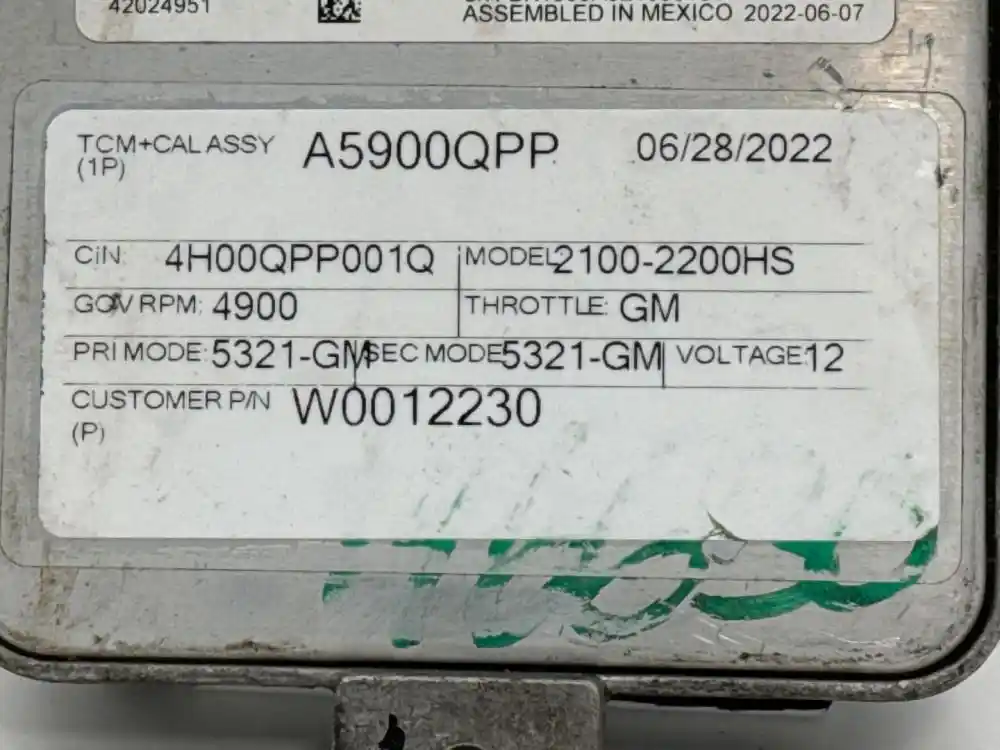 42024951
ASSEMBLED IN MEXICO 2022-06-07
TCM+CAL ASSY A5900QPP 06/28/2022
(1P)
CiN: 4H00QPP001Q MODEL 2100-2200HS
GOV RPM: 4900 THROTTLE: GM
PRI MODE: 5321-GM SEC MODE 5321-GM VOLTAGE: 12
CUSTOMER P/N W0012230
(P)